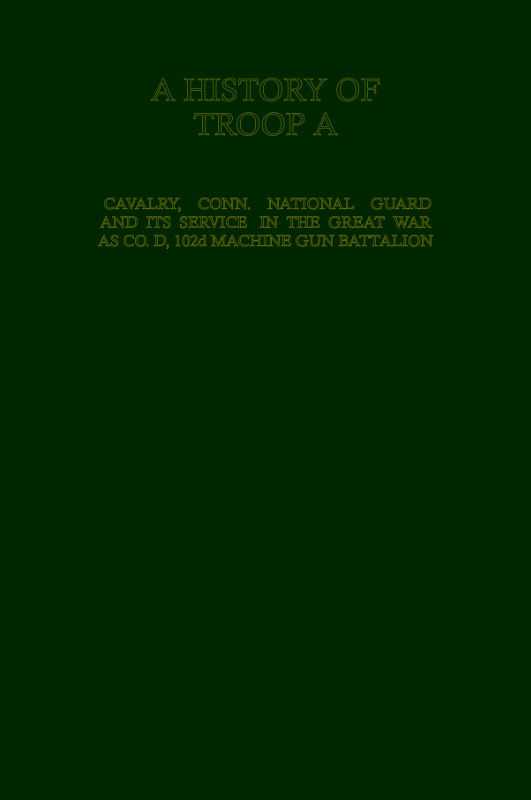 A HISTORY OF
TROOP A
CAVALRY, CONN. NATIONAL GUARD
AND ITS SERVICE IN THE GREAT WAR
AS CO. D, 102d MACHINE GUN BATTALION